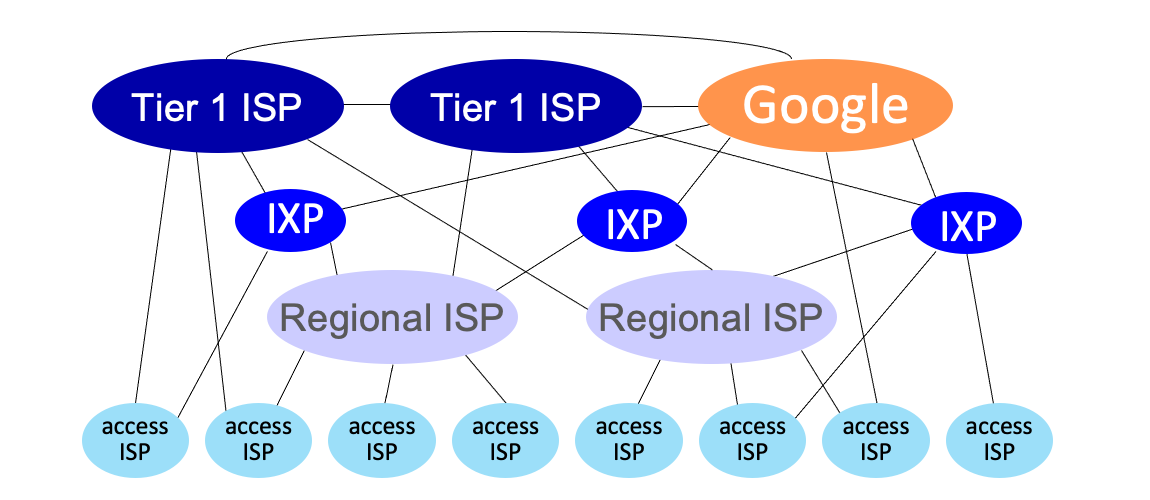 Tier 1 ISP
Tier 1 ISP
Google
IXP
IXP
IXP
Regional ISP
Regional ISP
access
ISP
access
ISP
access
ISP
access
ISP
access
ISP
access
ISP
access
ISP
access
ISP